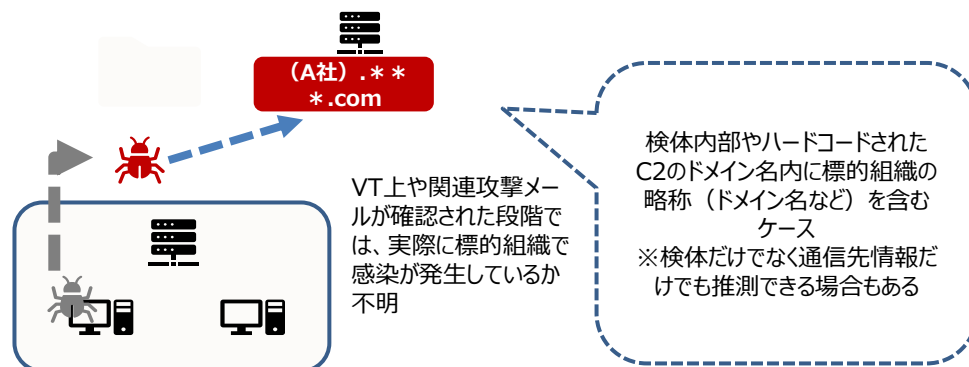 （A社）.＊＊
＊.com
VT上や関連攻撃メー
ルが確認された段階で
は、実際に標的組織で
感染が発生しているか
不明
検体内部やハードコードされた
C2のドメイン名内に標的組織の
略称（ドメイン名など）を含む
ケース
※検体だけでなく通信先情報だ
けでも推測できる場合もある